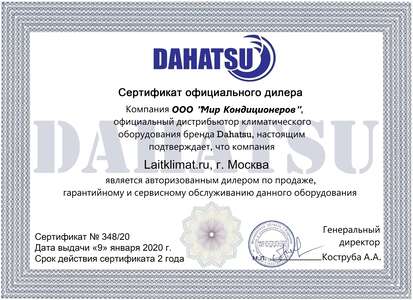 DAHATSU
Сертификат официального дилера
Компания ООО "Мир Кондиционеров",
официальный дистрибьютор климатического
оборудования бренда Dahatsu, настоящим
подтверждает, что компания
DAHATSU
Laitklimat.ru, г. Москва
является авторизованным дилером по продаже,
гарантийному и сервисному обслуживанию данного оборудования
Сертификат № 348/20
Дата выдачи «9» января 2020 г.
Срок действия сертификата 2 года
Генеральный
директор
М.П.
Коструба А.А.